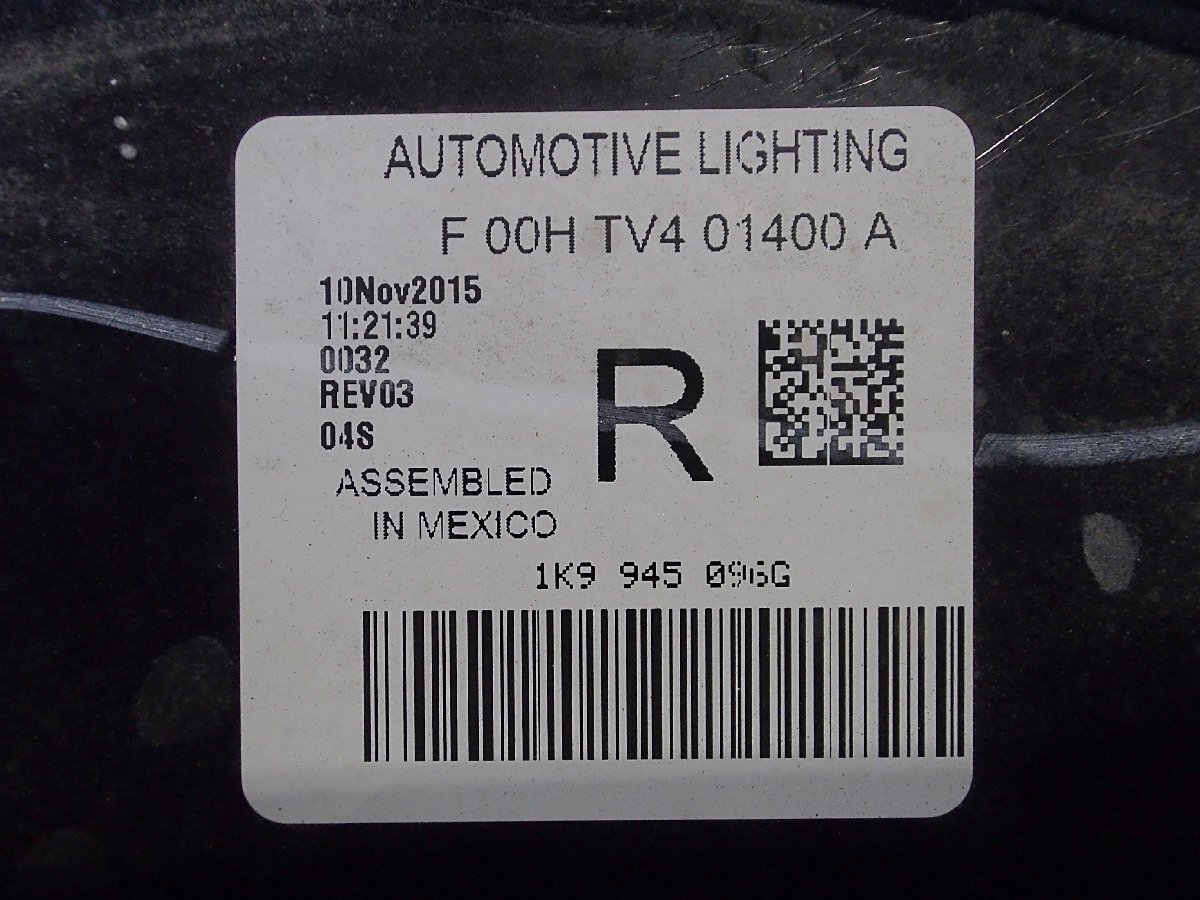 AUTOMOTIVE LIGHTING
F 00H TV4 01400 A
10Nov2015
11:21:39
0032
REV03
04S
R
ASSEMBLED
IN MEXICO
1K9 945 096G